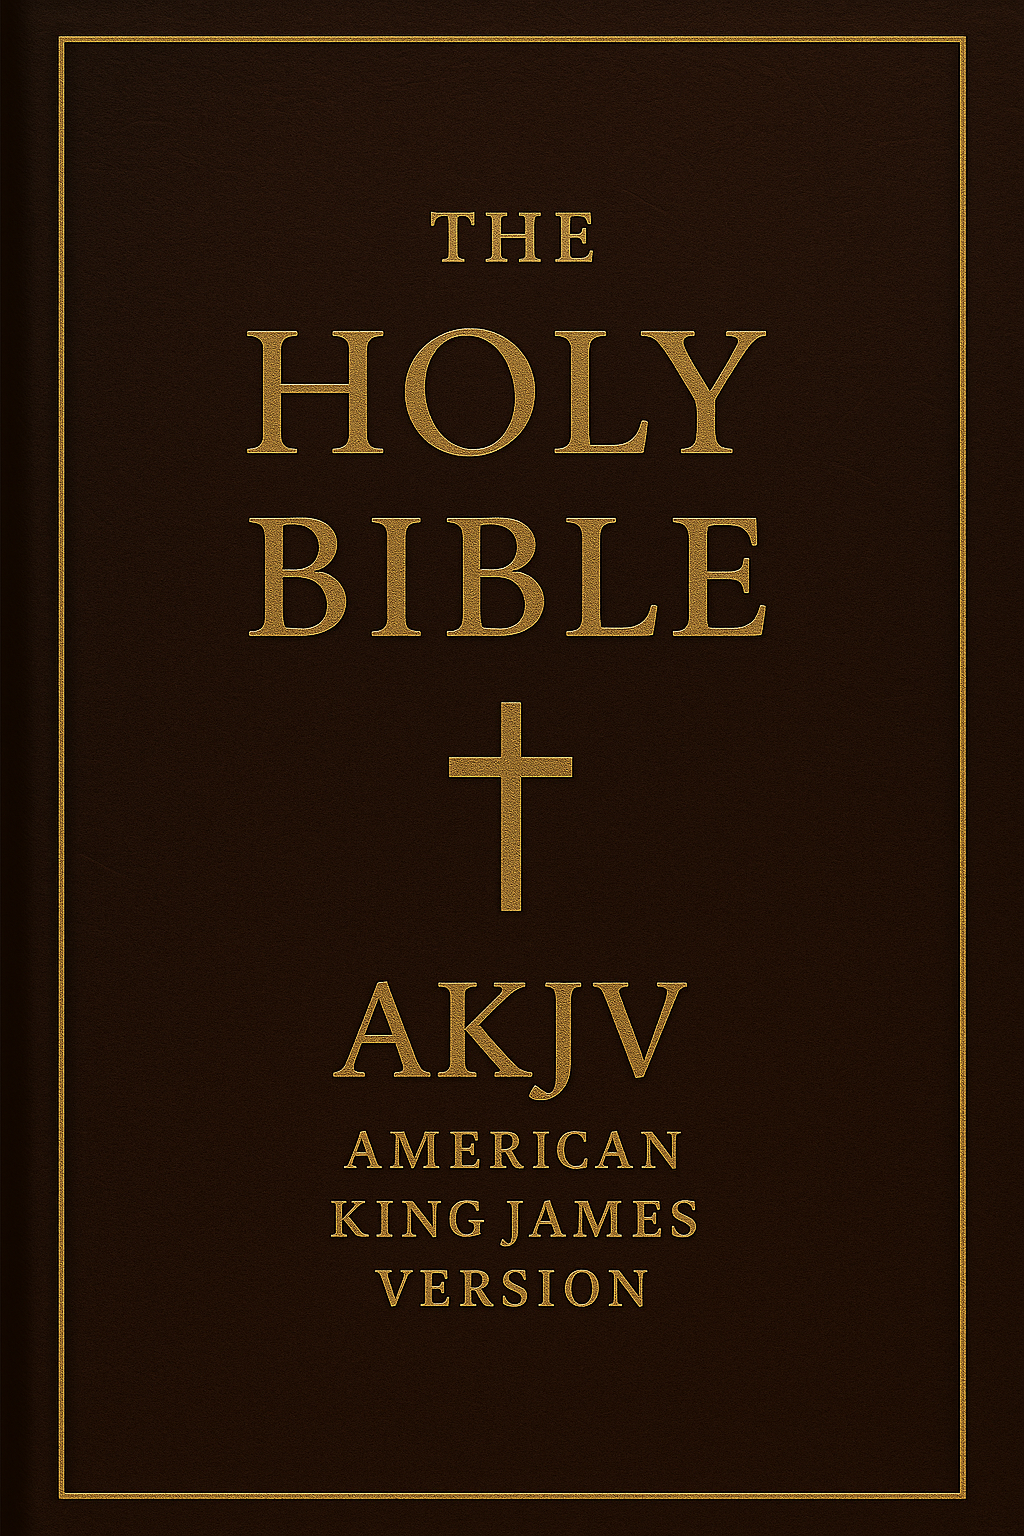 THE
HOLY
BIBLE
AKJV
AMERICAN
KING JAMES
VERSION